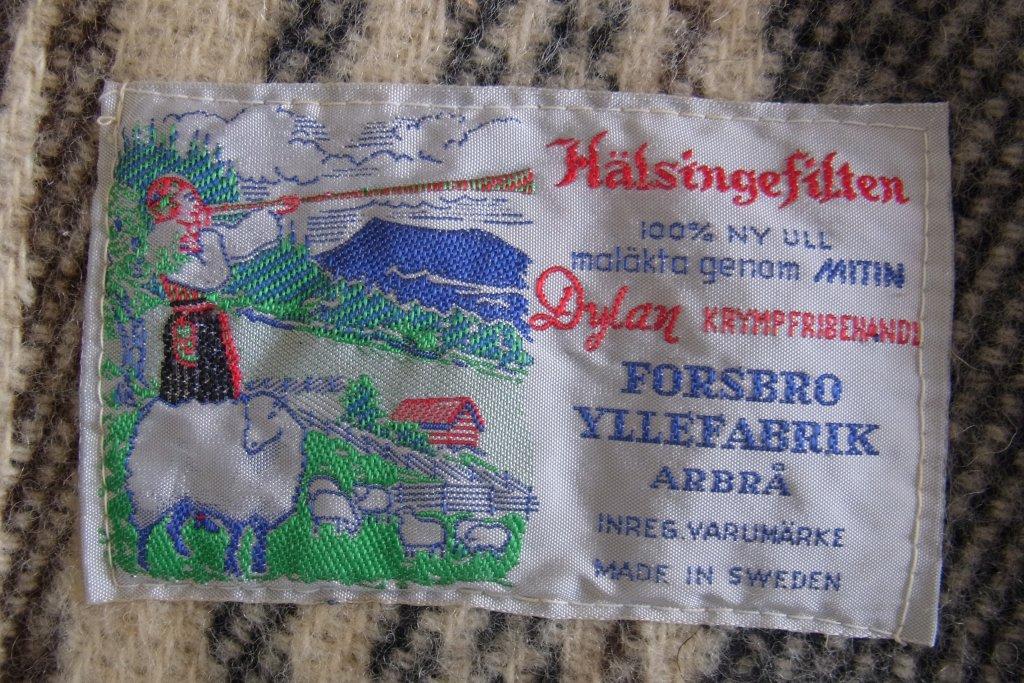 Hälsingefilten
100% NY ULL
maläkta genom MITIN
Dylan KRYMPFRIBEHANDL
FORSBRO
YLLEFABRIK
ARBRÅ
INREG. VARUMÄRKE
MADE IN SWEDEN